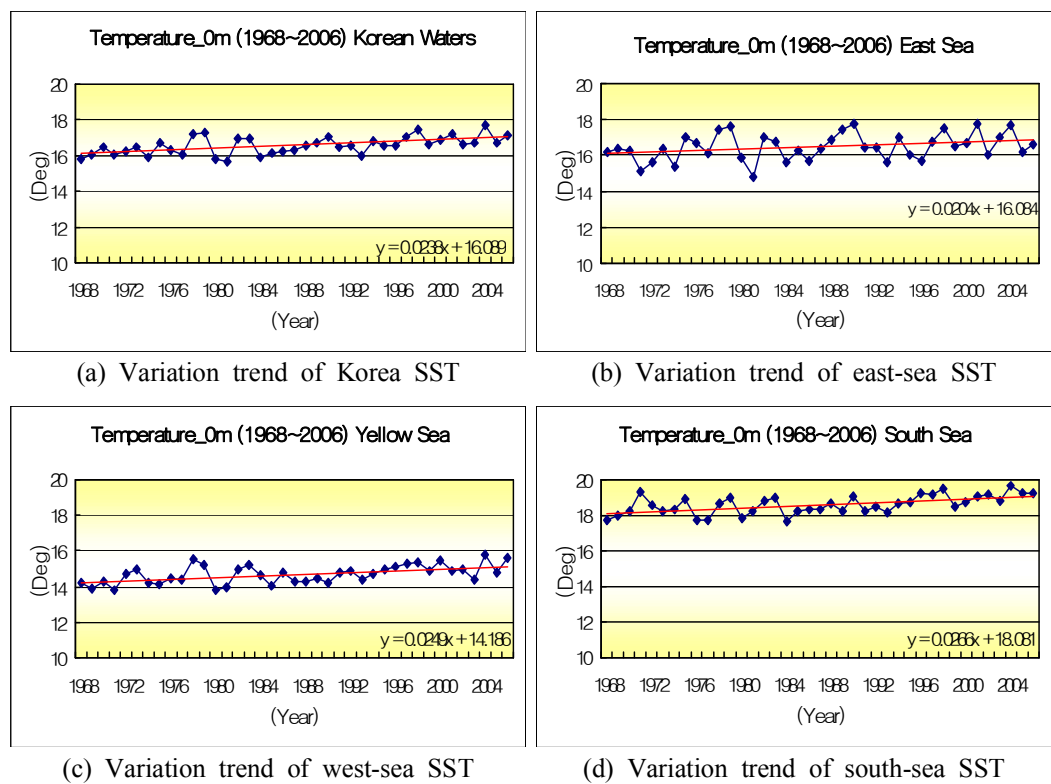 Temperature_0m (1968~2006) Korean Waters
20
18
16
14
12
10
(Deg)
y = 0.0238x + 16.089
1968 1972 1976 1980 1984 1988 1992 1996 2000 2004
(Year)
(a) Variation trend of Korea SST
Temperature_0m (1968~2006) East Sea
20
18
16
14
12
10
(Deg)
y = 0.0204x + 16.084
1968 1972 1976 1980 1984 1988 1992 1996 2000 2004
(Year)
(b) Variation trend of east-sea SST
Temperature_0m (1968~2006) Yellow Sea
20
18
16
14
12
10
(Deg)
y = 0.0249x + 14.186
1968 1972 1976 1980 1984 1988 1992 1996 2000 2004
(Year)
(c) Variation trend of west-sea SST
Temperature_0m (1968~2006) South Sea
20
18
16
14
12
10
(Deg)
y = 0.0266x + 18.081
1968 1972 1976 1980 1984 1988 1992 1996 2000 2004
(Year)
(d) Variation trend of south-sea SST